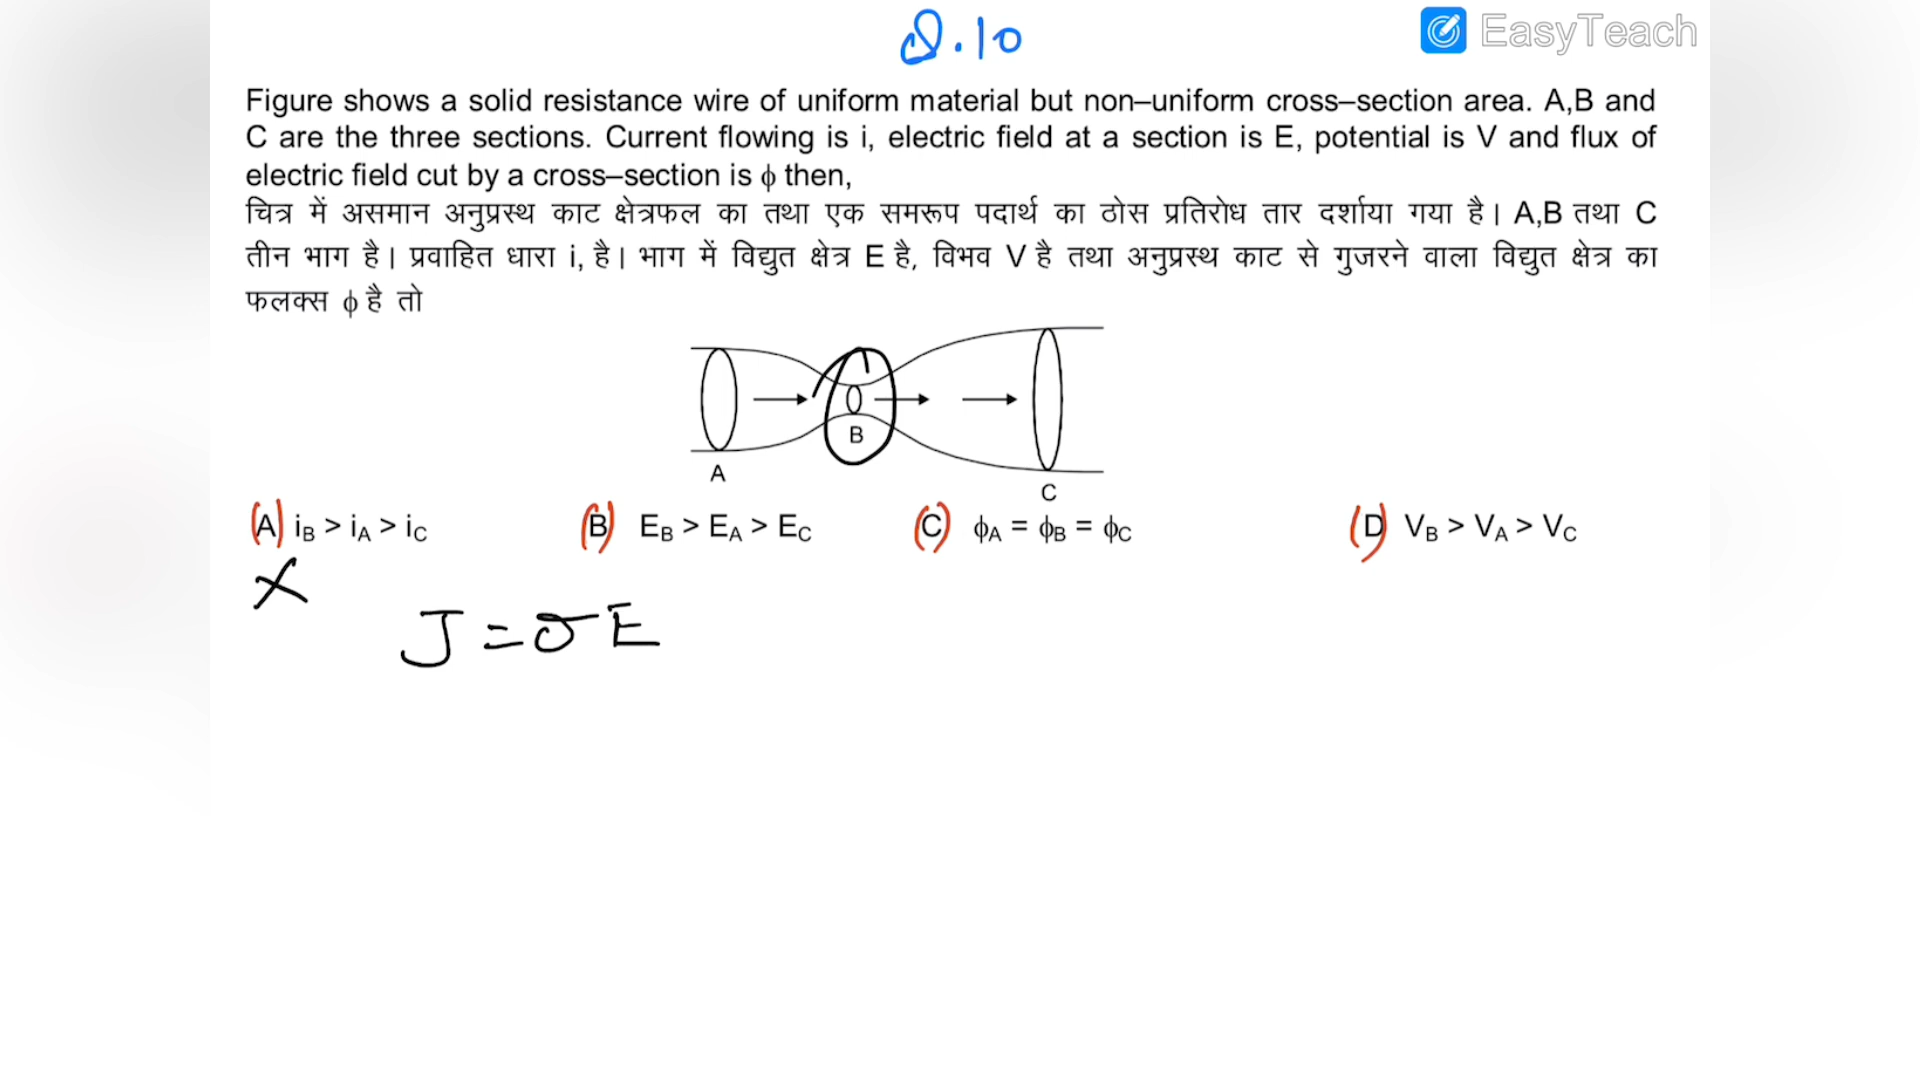 Q.10
EasyTeach
Figure shows a solid resistance wire of uniform material but non–uniform cross–section area. A,B and
C are the three sections. Current flowing is i, electric field at a section is E, potential is V and flux of
electric field cut by a cross–section is ϕ then,
चित्र में असमान अनुप्रस्थ काट क्षेत्रफल का तथा एक समरूप पदार्थ का ठोस प्रतिरोध तार दर्शाया गया है। A,B तथा C
तीन भाग है। प्रवाहित धारा i, है। भाग में विद्युत क्षेत्र E है, विभव V है तथा अनुप्रस्थ काट से गुजरने वाला विद्युत क्षेत्र का
फलक्स ϕ है तो
B
A
C
(A) iB > iA > iC (B) EB > EA > EC (C) ϕA = ϕB = ϕC (D) VB > VA > VC
J = σE